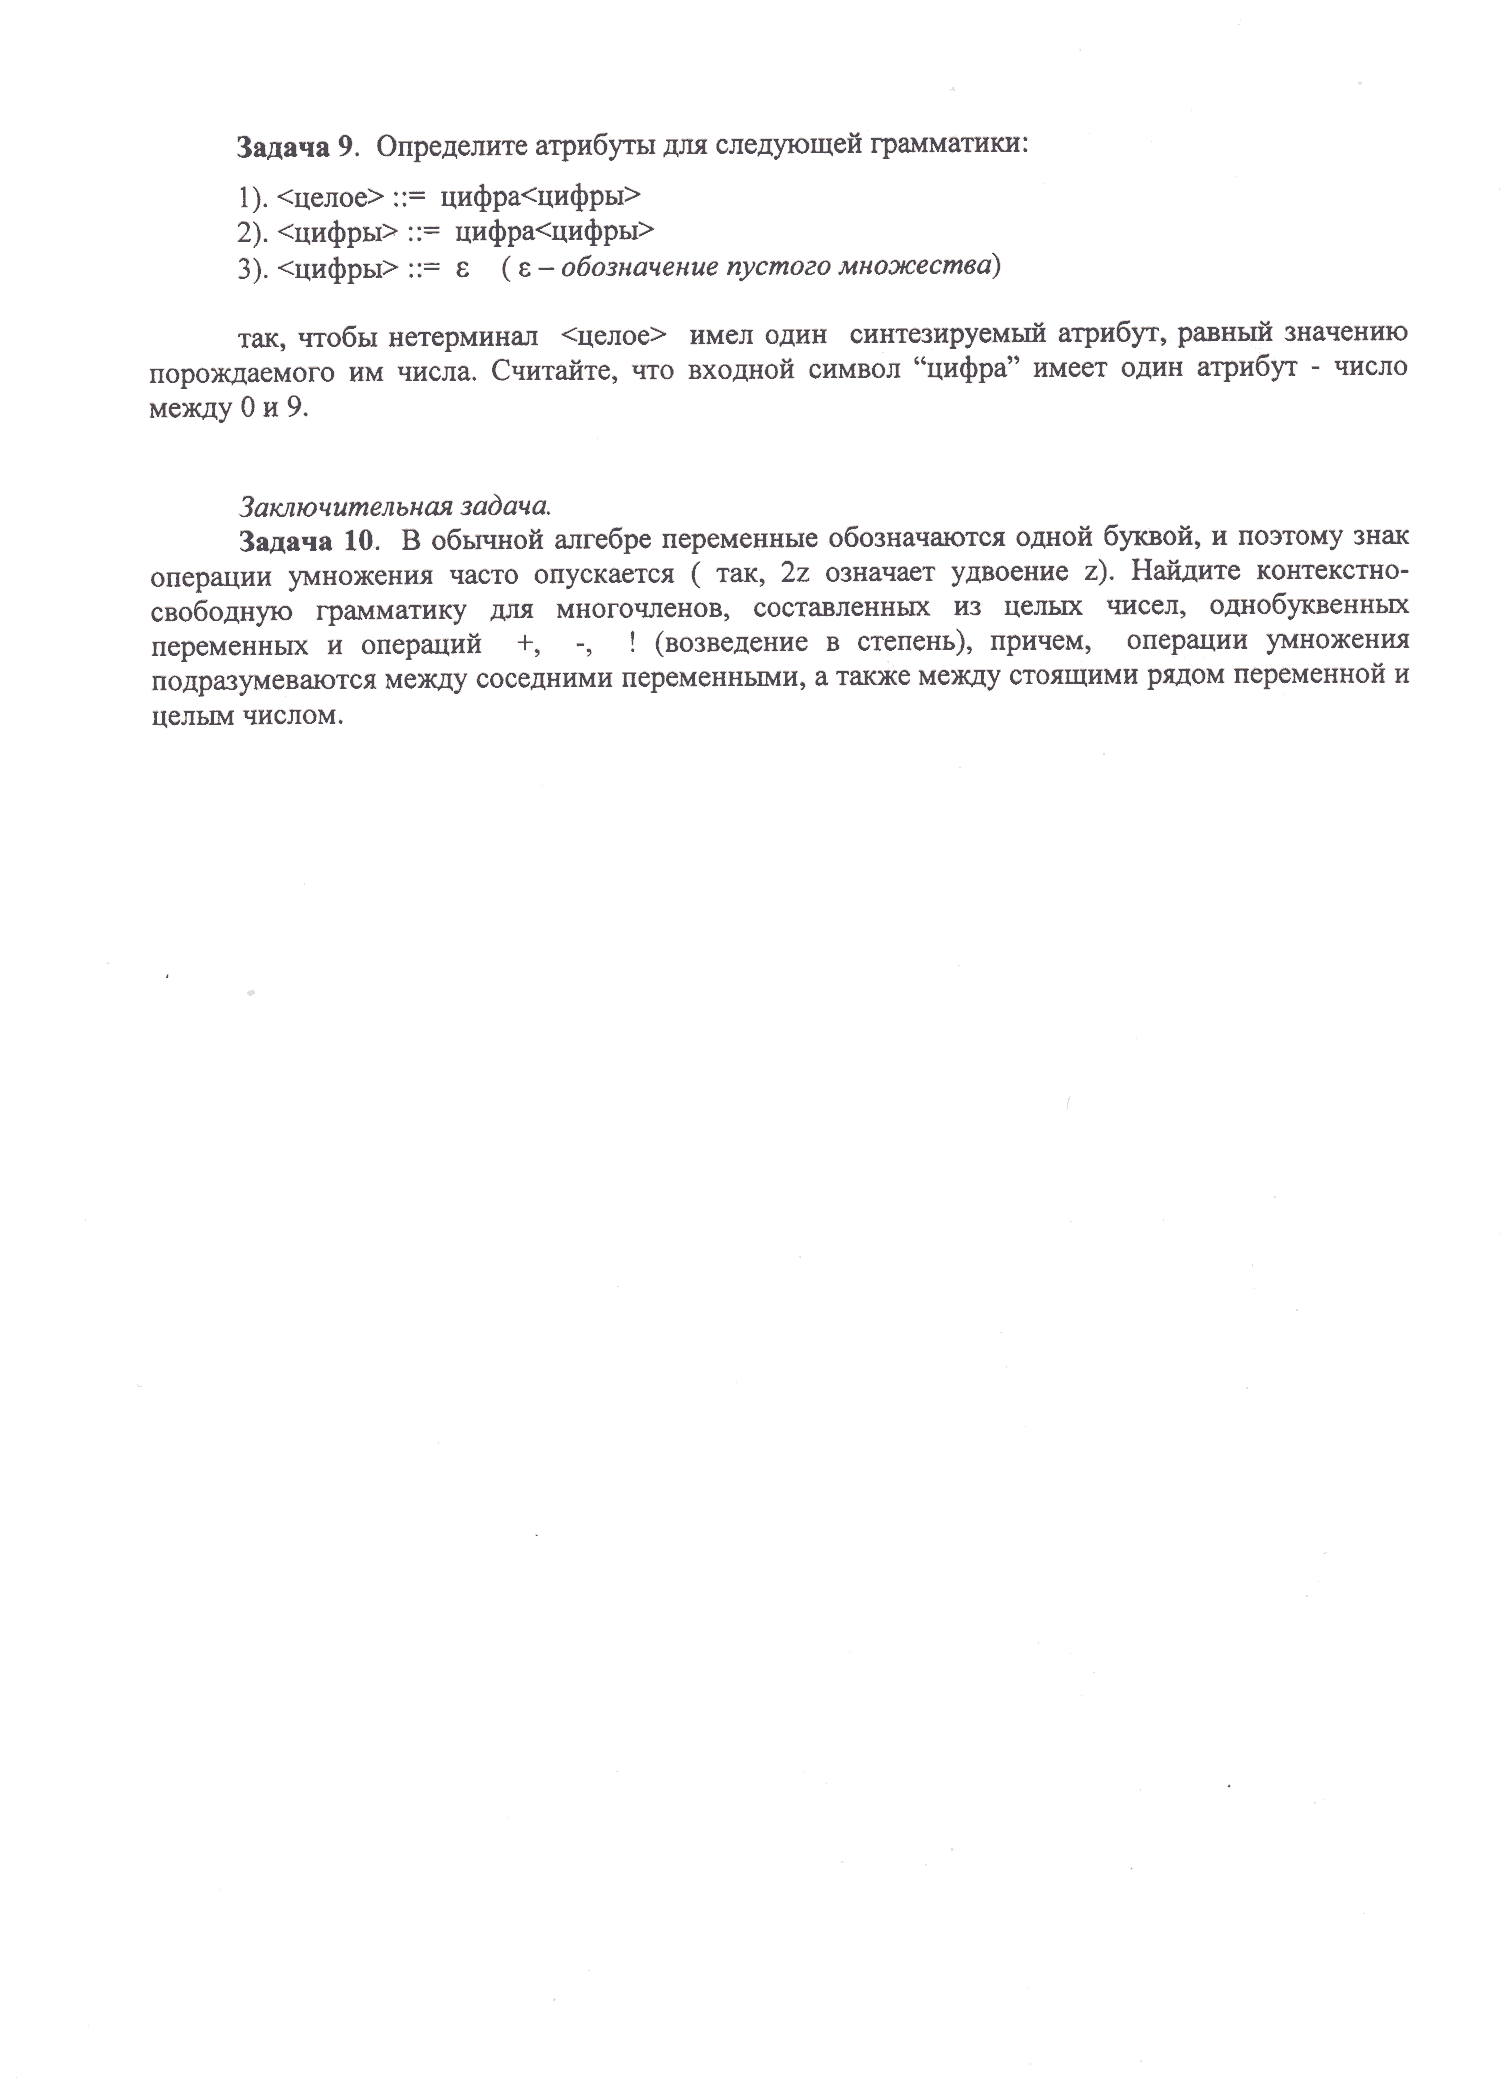 Задача 9. Определите атрибуты для следующей грамматики:
1). <целое> ::= цифра<цифры>
2). <цифры> ::= цифра<цифры>
3). <цифры> ::= ε ( ε – обозначение пустого множества)
так, чтобы нетерминал <целое> имел один синтезируемый атрибут, равный значению
порождаемого им числа. Считайте, что входной символ “цифра” имеет один атрибут - число
между 0 и 9.
Заключительная задача.
Задача 10. В обычной алгебре переменные обозначаются одной буквой, и поэтому знак
операции умножения часто опускается ( так, 2z означает удвоение z). Найдите контекстно-
свободную грамматику для многочленов, составленных из целых чисел, однобуквенных
переменных и операций +, -, ! (возведение в степень), причем, операции умножения
подразумеваются между соседними переменными, а также между стоящими рядом переменной и
целым числом.